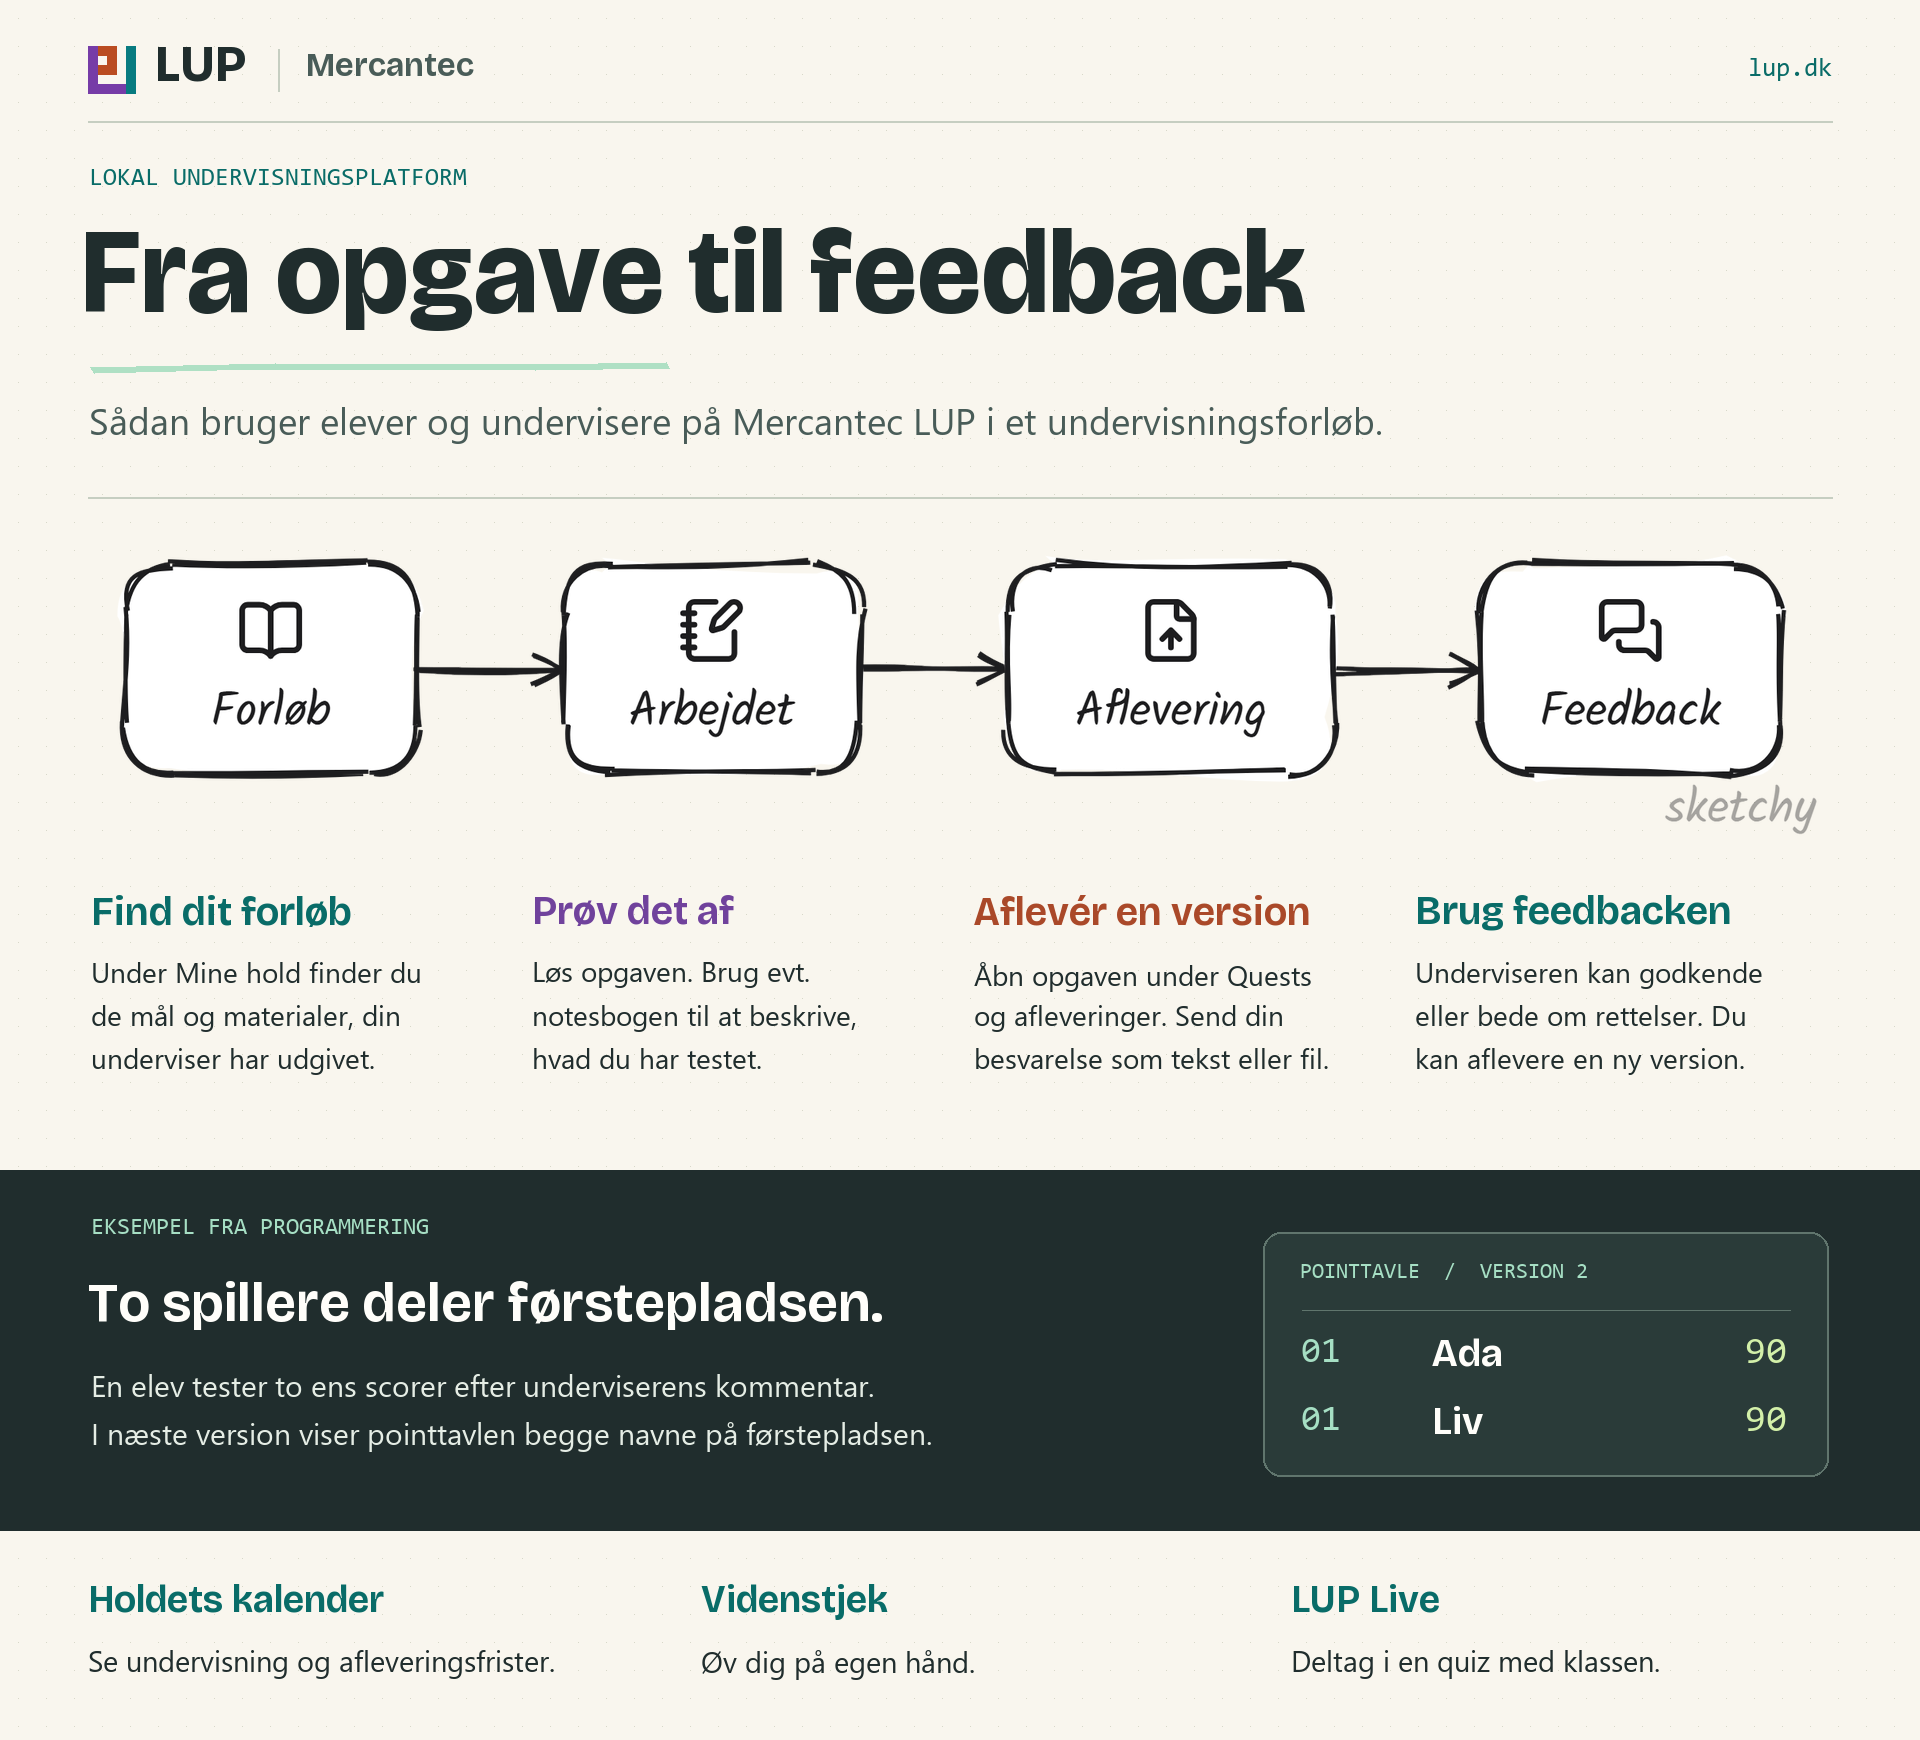 LUP
Mercantec
lup.dk
LOKAL UNDERVISNINGSPLATFORM
Fra opgave til feedback
Sådan bruger elever og undervisere på Mercantec LUP i et undervisningsforløb.
Forløb
Arbejdet
Aflevering
Feedback
sketchy
Find dit forløb
Under Mine hold finder du
de mål og materialer, din
underviser har udgivet.
Prøv det af
Løs opgaven. Brug evt.
notesbogen til at beskrive,
hvad du har testet.
Aflevér en version
Åbn opgaven under Quests
og afleveringer. Send din
besvarelse som tekst eller fil.
Brug feedbacken
Underviseren kan godkende
eller bede om rettelser. Du
kan aflevere en ny version.
EKSEMPEL FRA PROGRAMMERING
To spillere deler førstepladsen.
En elev tester to ens scorer efter underviserens kommentar.
I næste version viser pointtavlen begge navne på førstepladsen.
POINTTAVLE / VERSION 2
01 Ada 90
01 Liv 90
Holdets kalender
Se undervisning og afleveringsfrister.
Videnstjek
Øv dig på egen hånd.
LUP Live
Deltag i en quiz med klassen.